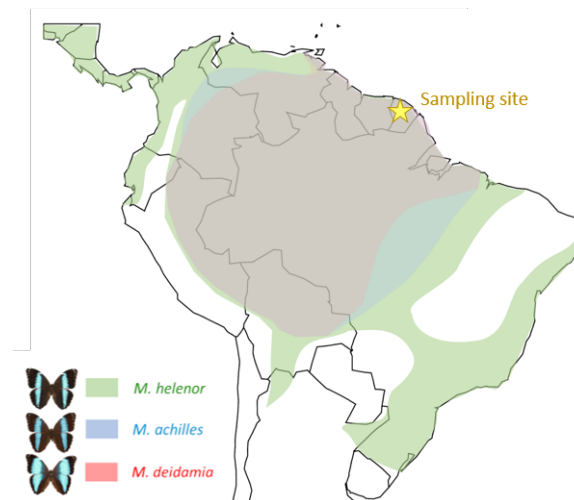 Sampling site
M. helenor
M. achilles
M. deidamia